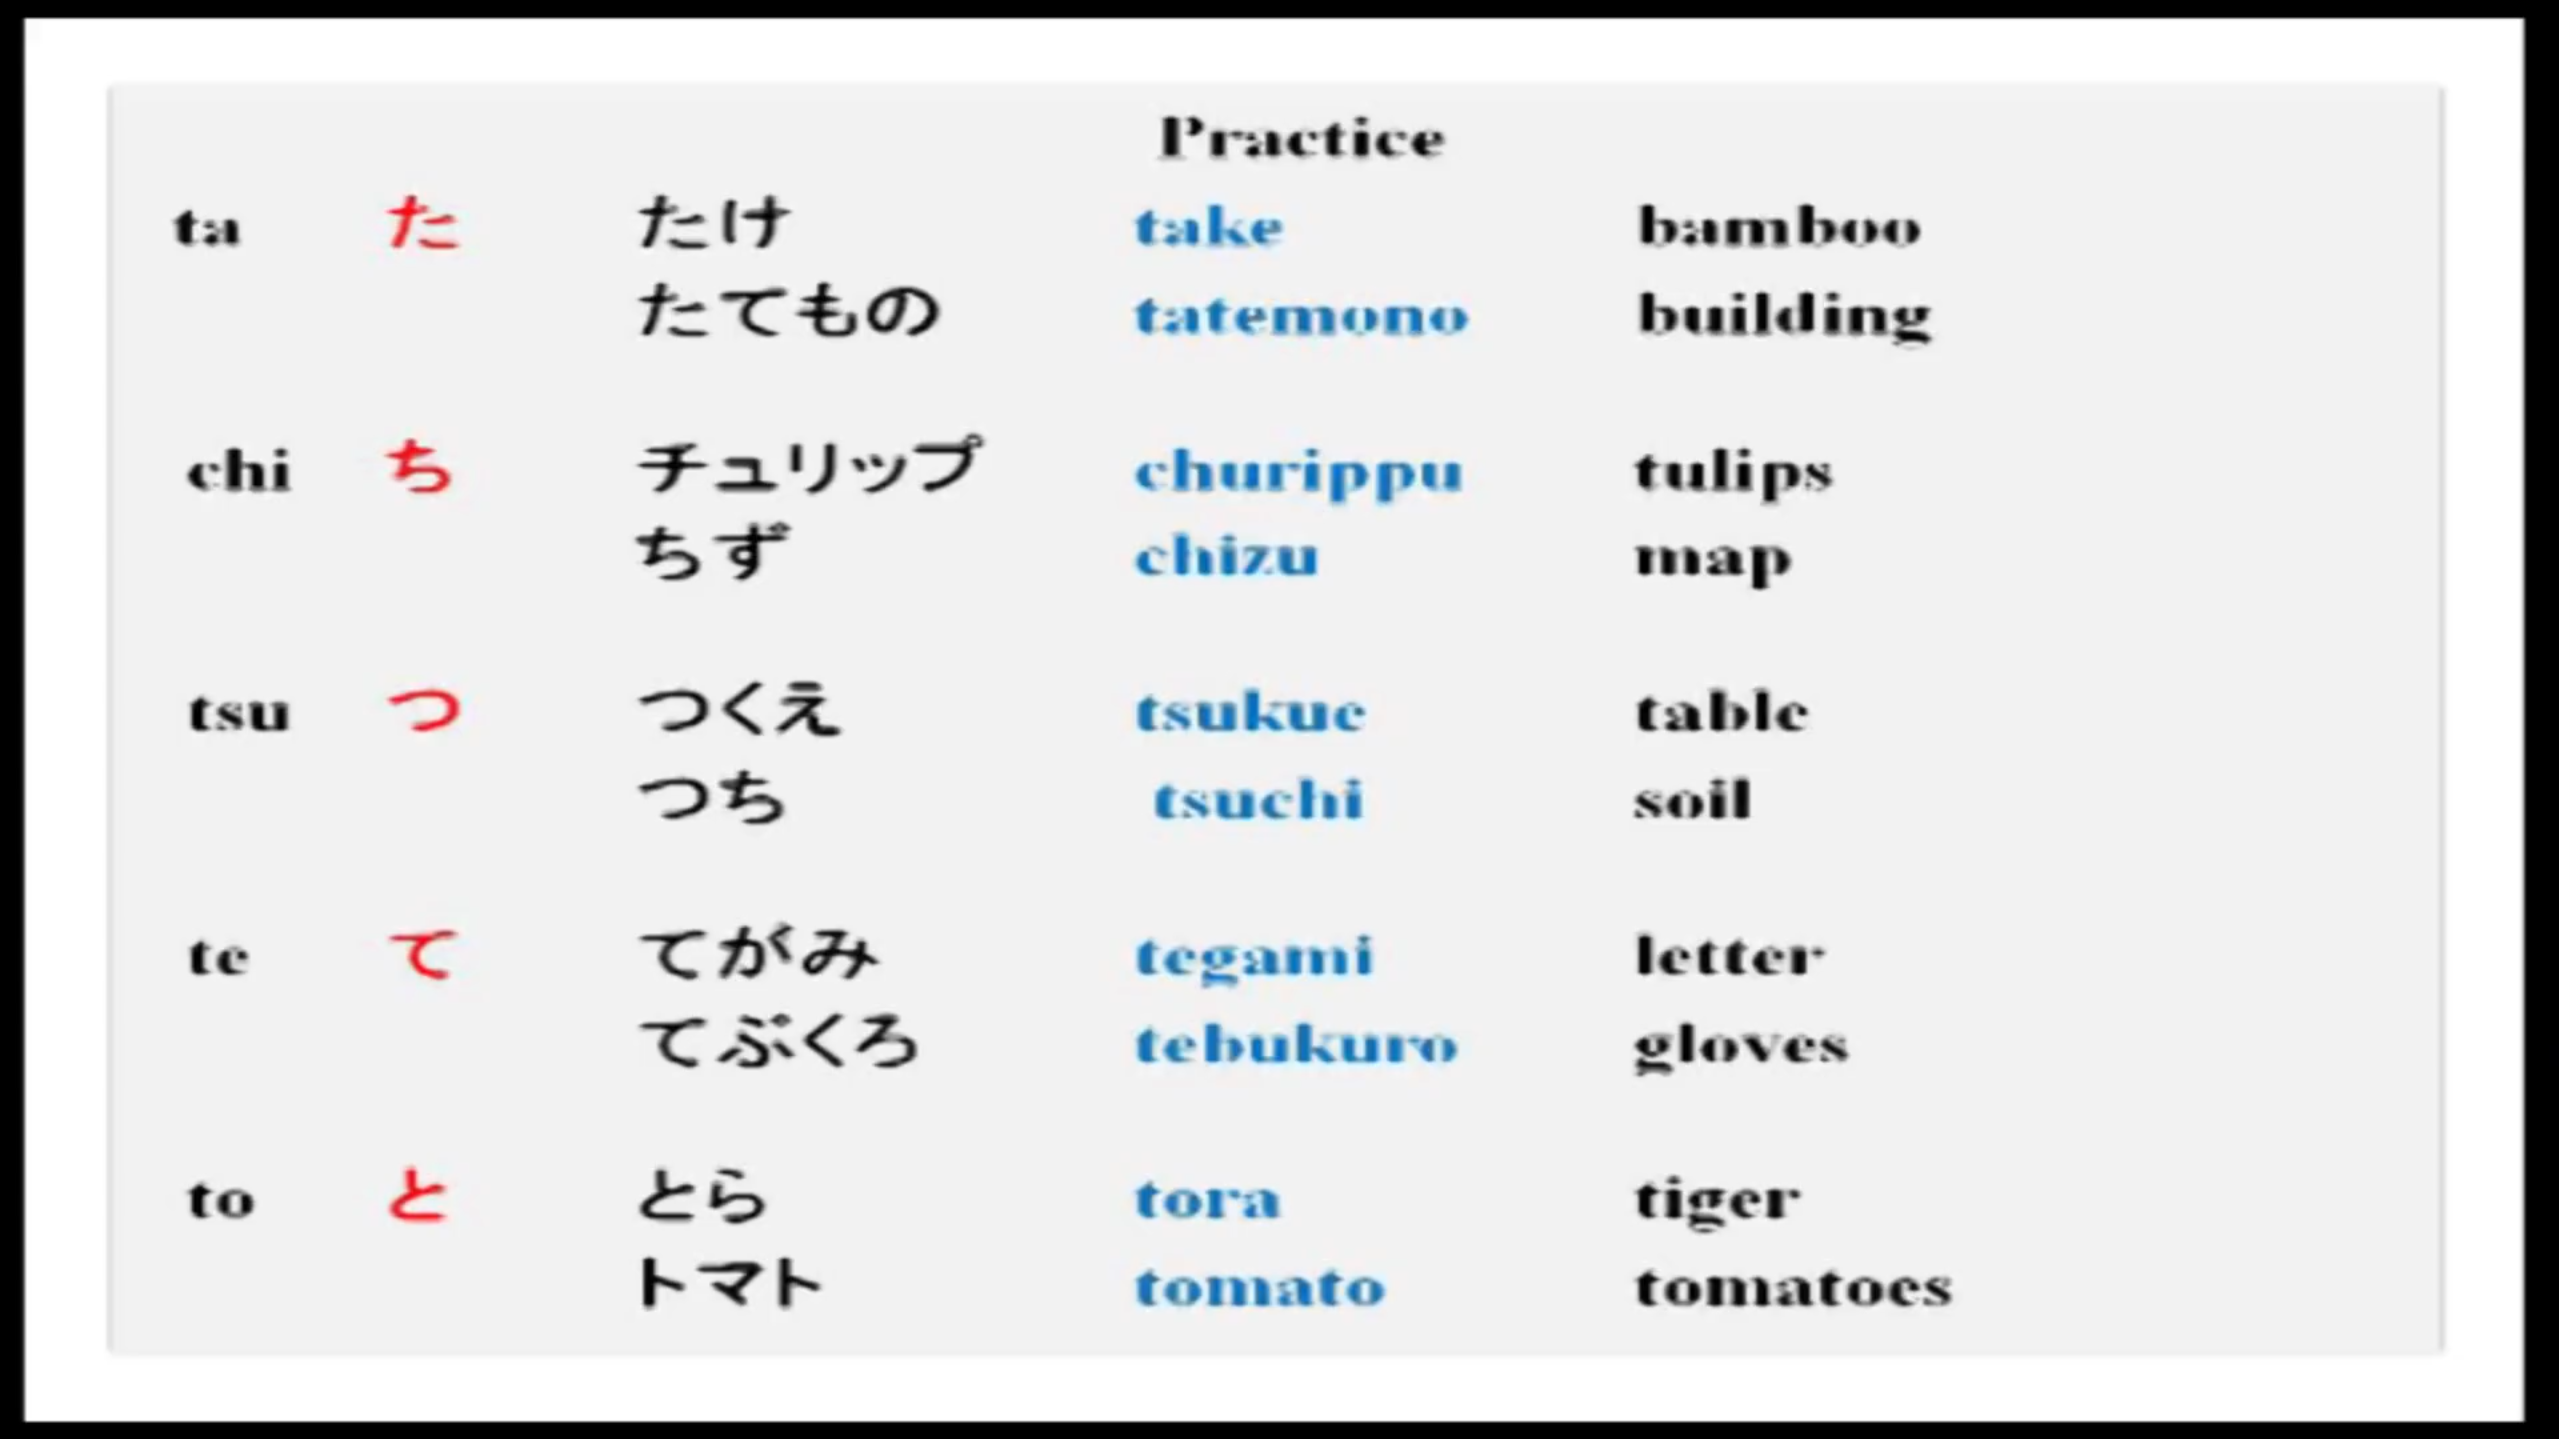 Practice
ta た たけ take bamboo
たてもの tatemono building
chi ち チュリップ churippu tulips
ちず chizu map
tsu つ つくえ tsukue table
つち tsuchi soil
te て てがみ tegami letter
てぶくろ tebukuro gloves
to と とら tora tiger
トマト tomato tomatoes